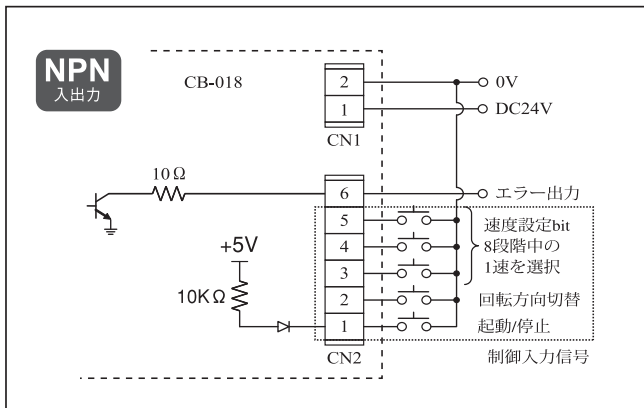 NPN
入出力
CB-018
2
0V
1
DC24V
CN1
10Ω
6
エラー出力
5
速度設定bit
4
8段階中の
3
1速を選択
+5V
10KΩ
2
回転方向切替
1
起動/停止
CN2
制御入力信号